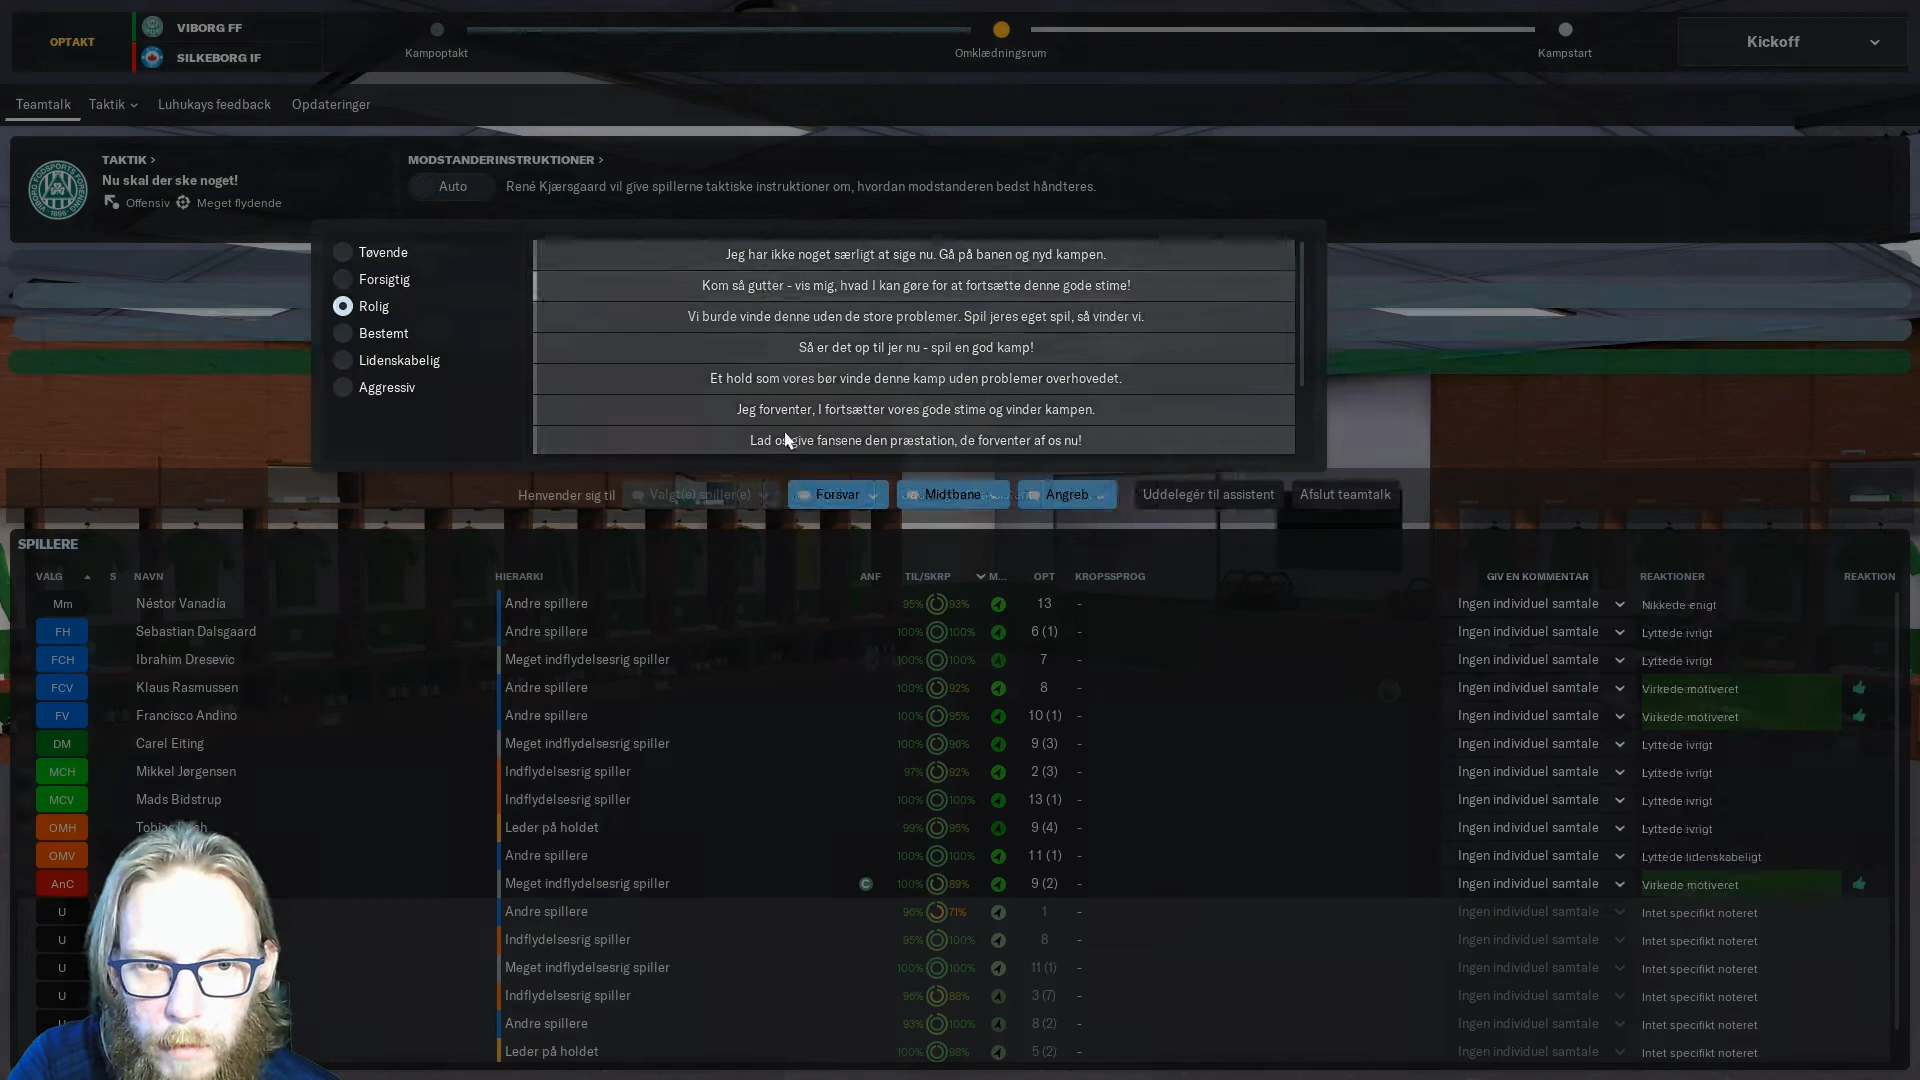 OPTAKT
VIBORG FF
SILKEBORG IF
Kampoptakt
Omklædningsrum
Kampstart
Kickoff
Teamtalk
Taktik
Luhukays feedback
Opdateringer
TAKTIK >
Nu skal der ske noget!
Offensiv
Meget flydende
MODSTANDERINSTRUKTIONER >
Auto
René Kjærsgaard vil give spillerne taktiske instruktioner om, hvordan modstanderen bedst håndteres.
Tøvende
Forsigtig
Rolig
Bestemt
Lidenskabelig
Aggressiv
Jeg har ikke noget særligt at sige nu. Gå på banen og nyd kampen.
Kom så gutter - vis mig, hvad I kan gøre for at fortsætte denne gode stime!
Vi burde vinde denne uden de store problemer. Spil jeres eget spil, så vinder vi.
Så er det op til jer nu - spil en god kamp!
Et hold som vores bør vinde denne kamp uden problemer overhovedet.
Jeg forventer, I fortsætter vores gode stime og vinder kampen.
Lad os give fansene den præstation, de forventer af os nu!
Henvender sig til
Valgt(e) spiller(e)
Forsvar
Midtbane
Angreb
Uddelegér til assistent
Afslut teamtalk
SPILLERE
VALG S NAVN HIERARKI ANF TIL/SKRP M... OPT KROPSSPROG GIV EN KOMMENTAR REAKTIONER REAKTION
Mm Néstor Vanadía Andre spillere 95% 93% 13 - Ingen individuel samtale Nikkede enigt
FH Sebastian Dalsgaard Andre spillere 100% 100% 6 (1) - Ingen individuel samtale Lyttede ivrigt
FCH Ibrahim Dresevic Meget indflydelsesrig spiller 100% 100% 7 - Ingen individuel samtale Lyttede ivrigt
FCV Klaus Rasmussen Andre spillere 100% 92% 8 - Ingen individuel samtale Virkede motiveret
FV Francisco Andino Andre spillere 100% 95% 10 (1) - Ingen individuel samtale Virkede motiveret
DM Carel Eiting Meget indflydelsesrig spiller 100% 96% 9 (3) - Ingen individuel samtale Lyttede ivrigt
MCH Mikkel Jørgensen Indflydelsesrig spiller 97% 92% 2 (3) - Ingen individuel samtale Lyttede ivrigt
MCV Mads Bidstrup Indflydelsesrig spiller 100% 100% 13 (1) - Ingen individuel samtale Lyttede ivrigt
OMH Leder på holdet 99% 95% 9 (4) - Ingen individuel samtale Lyttede ivrigt
OMV Andre spillere 100% 100% 11 (1) - Ingen individuel samtale Lyttede lidenskabeligt
AnC Meget indflydelsesrig spiller C 100% 89% 9 (2) - Ingen individuel samtale Virkede motiveret
U Andre spillere 96% 71% 1 - Ingen individuel samtale Intet specifikt noteret
U Indflydelsesrig spiller 95% 100% 8 - Ingen individuel samtale Intet specifikt noteret
U Meget indflydelsesrig spiller 100% 100% 11 (1) - Ingen individuel samtale Intet specifikt noteret
U Indflydelsesrig spiller 96% 88% 3 (7) - Ingen individuel samtale Intet specifikt noteret
Andre spillere 93% 100% 8 (2) - Ingen individuel samtale Intet specifikt noteret
Leder på holdet 100% 98% 5 (2) - Ingen individuel samtale Intet specifikt noteret